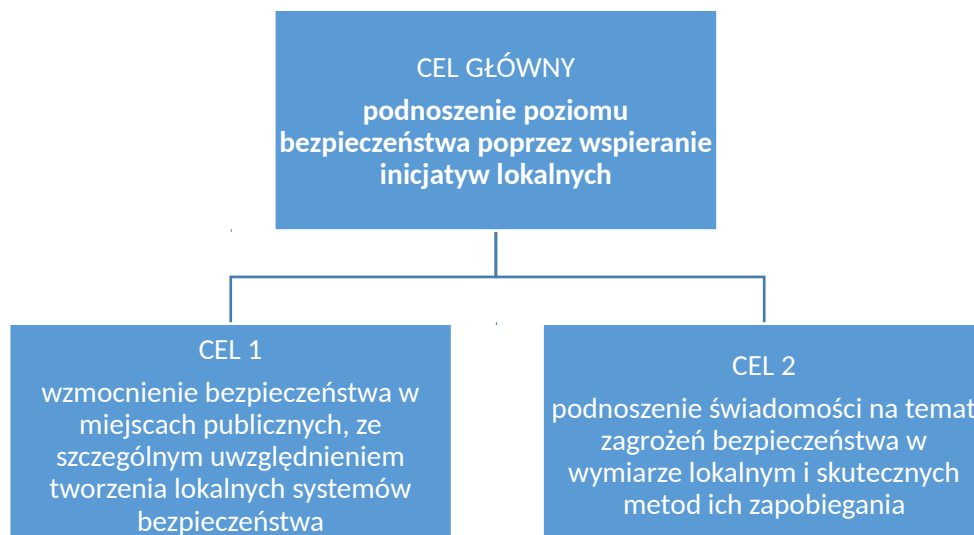 CEL GŁÓWNY
podnoszenie poziomu
bezpieczeństwa poprzez wspieranie
inicjatyw lokalnych
CEL 1
wzmocnienie bezpieczeństwa w
miejscach publicznych, ze
szczególnym uwzględnieniem
tworzenia lokalnych systemów
bezpieczeństwa
CEL 2
podnoszenie świadomości na temat
zagrożeń bezpieczeństwa w
wymiarze lokalnym i skutecznych
metod ich zapobiegania